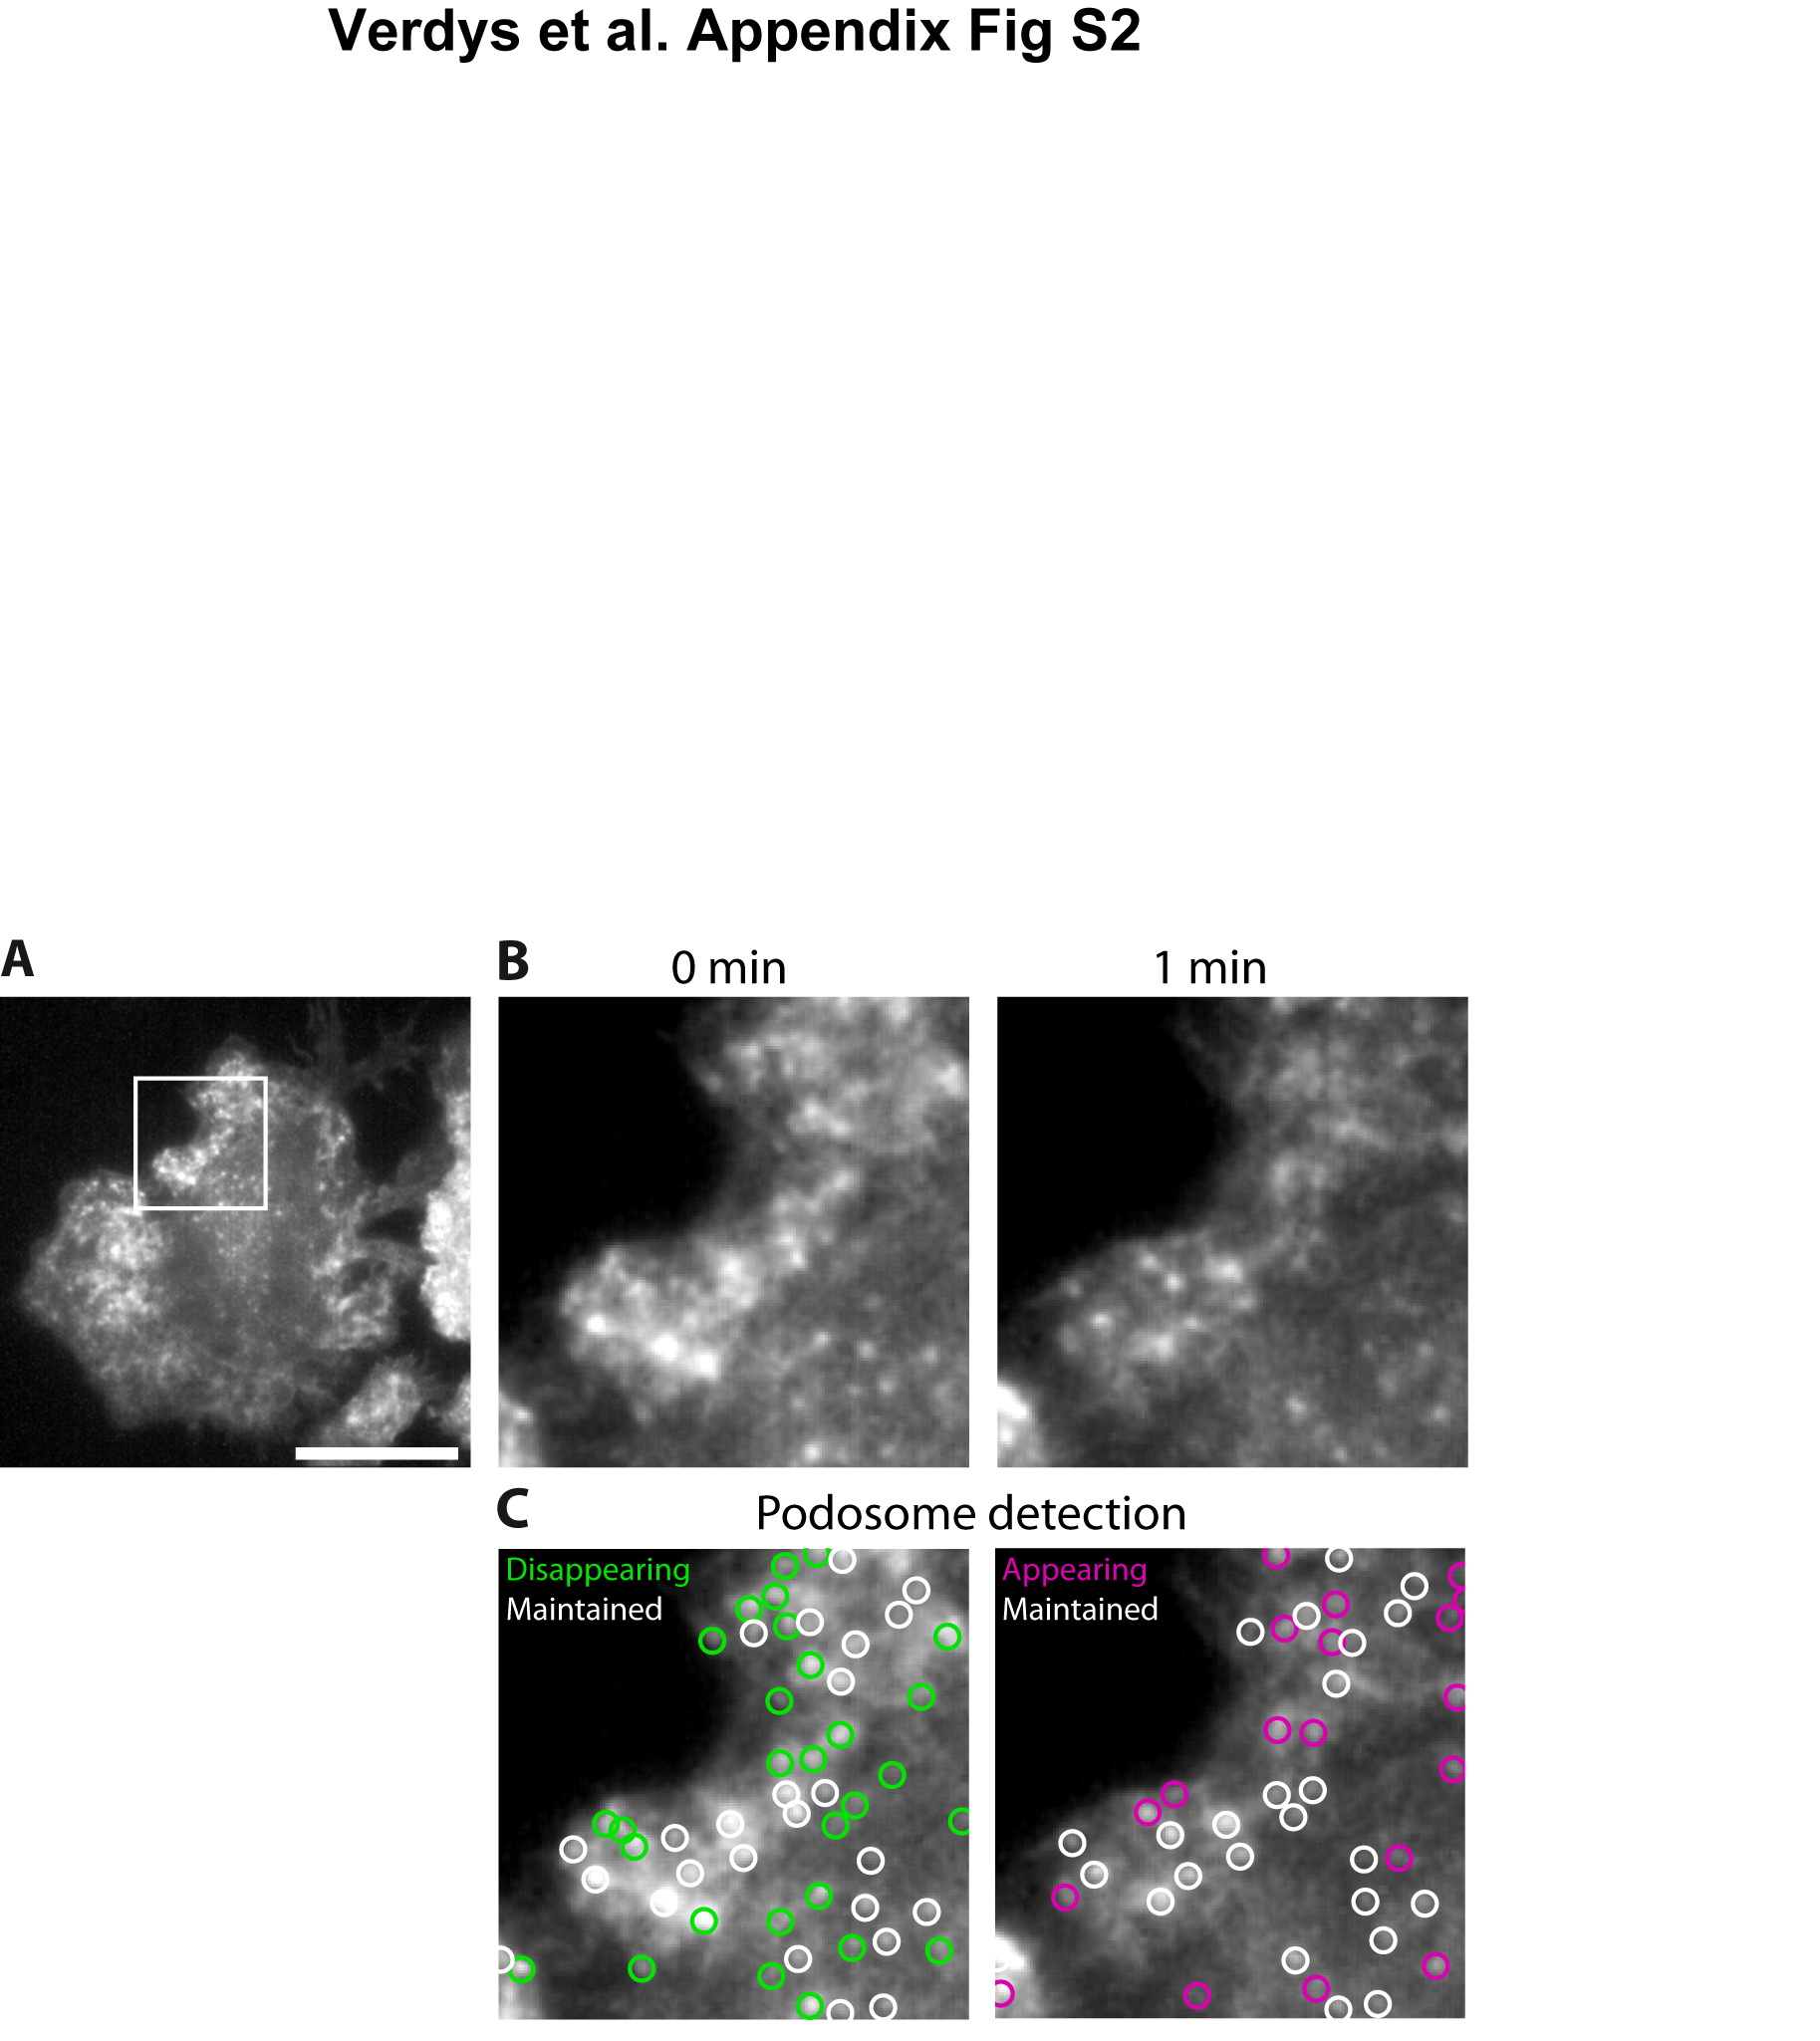 Verdys et al. Appendix Fig S2
A
B
0 min
1 min
C
Podosome detection
Disappearing
Maintained
Appearing
Maintained